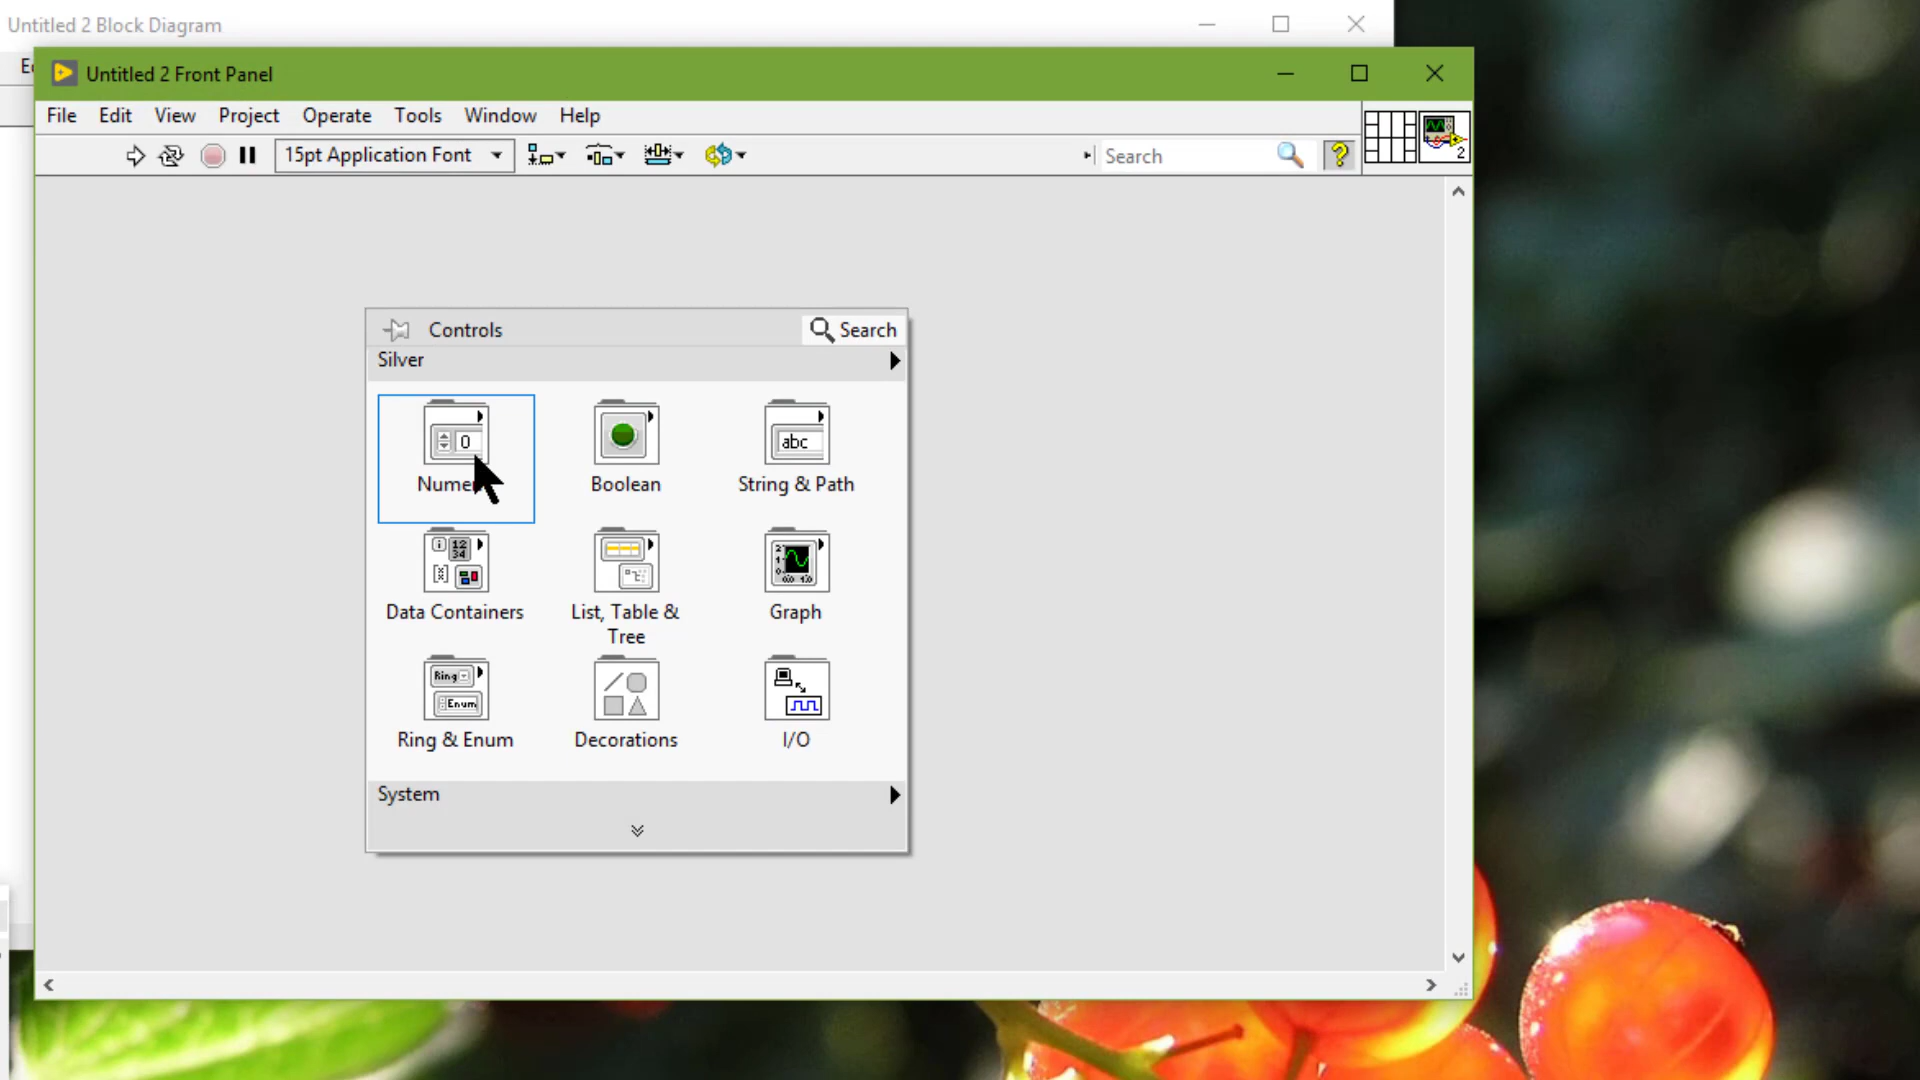 Untitled 2 Block Diagram
Untitled 2 Front Panel
File Edit View Project Operate Tools Window Help
15pt Application Font
Search
2
Controls
Search
Silver
0
abc
Boolean
String & Path
Data Containers
List, Table & Tree
Graph
Ring
Enum
Ring & Enum
Decorations
I/O
System